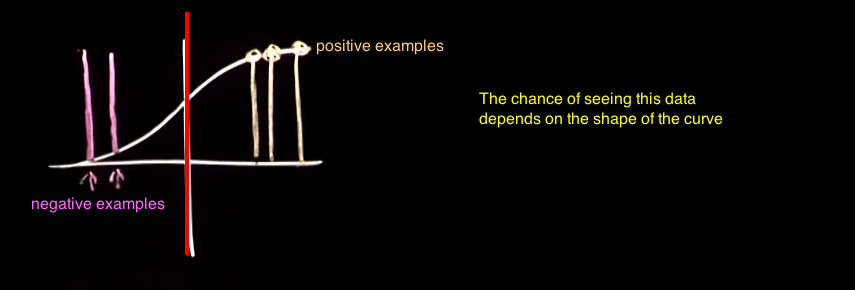 positive examples
The chance of seeing this data
depends on the shape of the curve
negative examples